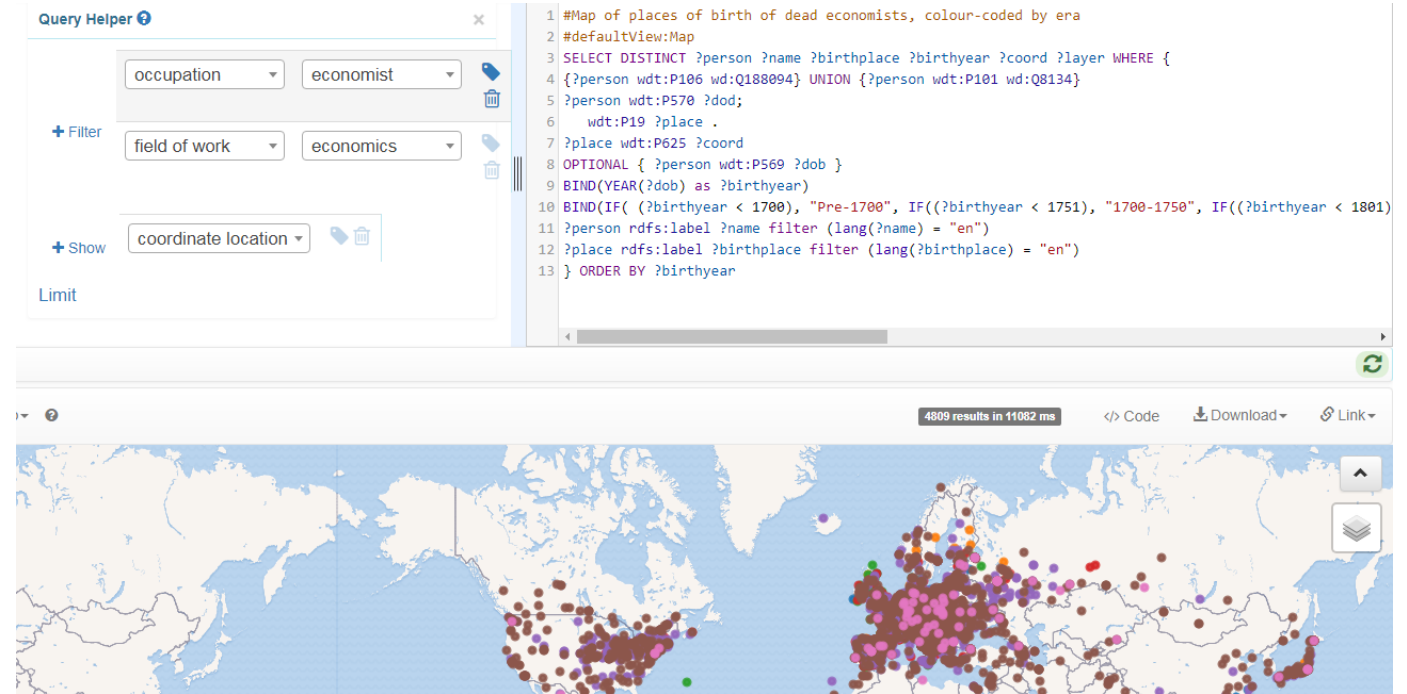 Query Helper
occupation
economist
+ Filter
field of work
economics
+ Show
coordinate location
Limit
1 #Map of places of birth of dead economists, colour-coded by era
2 #defaultView:Map
3 SELECT DISTINCT ?person ?name ?birthplace ?birthyear ?coord ?layer WHERE {
4 {?person wdt:P106 wd:Q188094} UNION {?person wdt:P101 wd:Q8134}
5 ?person wdt:P570 ?dod;
6    wdt:P19 ?place .
7 ?place wdt:P625 ?coord
8 OPTIONAL { ?person wdt:P569 ?dob }
9 BIND(YEAR(?dob) as ?birthyear)
10 BIND(IF( (?birthyear < 1700), "Pre-1700", IF((?birthyear < 1751), "1700-1750", IF((?birthyear < 1801)
11 ?person rdfs:label ?name filter (lang(?name) = "en")
12 ?place rdfs:label ?birthplace filter (lang(?birthplace) = "en")
13 } ORDER BY ?birthyear
4809 results in 11082 ms
</> Code
Download
Link